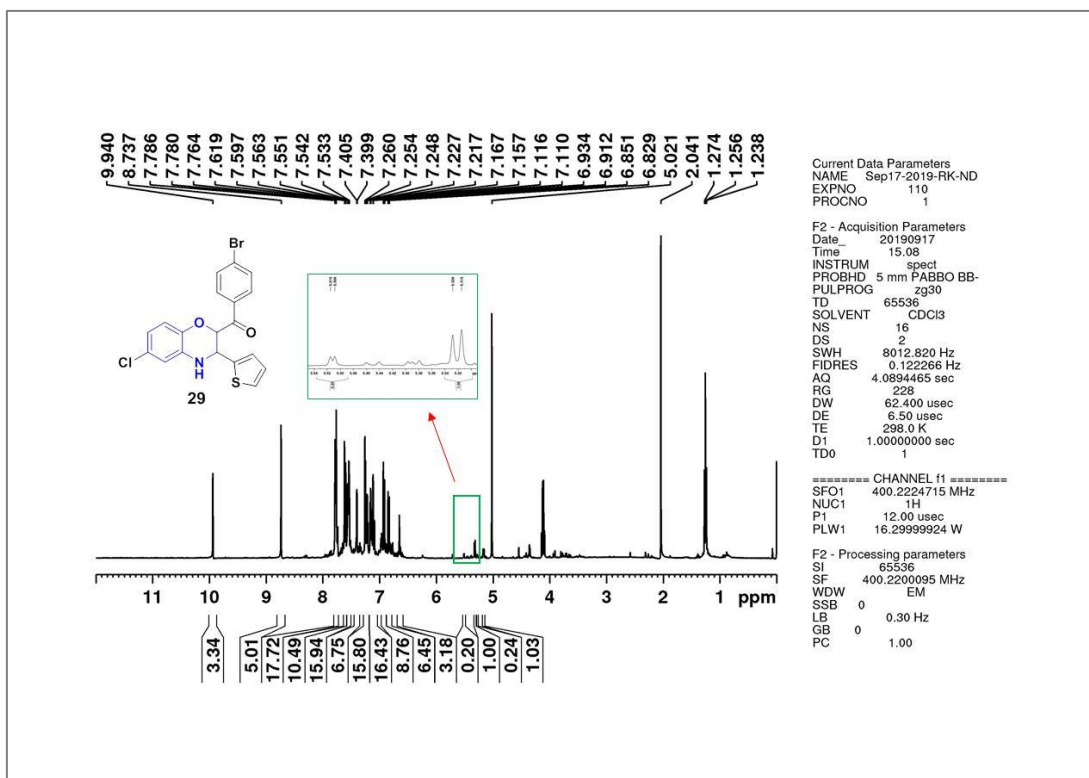 9.940
8.737
7.786
7.780
7.764
7.619
7.597
7.563
7.551
7.542
7.533
7.405
7.399
7.260
7.254
7.248
7.227
7.217
7.167
7.157
7.116
7.110
6.934
6.912
6.851
6.829
5.021
2.041
1.274
1.256
1.238
Br
O
O
Cl
N
H
S
29
11 10 9 8 7 6 5 4 3 2 1 ppm
3.34
5.01
17.72
10.49
15.94
6.75
15.80
16.43
8.76
6.45
3.18
0.20
1.00
0.24
1.03
Current Data Parameters
NAME Sep17-2019-RK-ND
EXPNO 110
PROCNO 1
F2 - Acquisition Parameters
Date_ 20190917
Time 15.08
INSTRUM spect
PROBHD 5 mm PABBO BB-
PULPROG zg30
TD 65536
SOLVENT CDCl3
NS 16
DS 2
SWH 8012.820 Hz
FIDRES 0.122266 Hz
AQ 4.0894465 sec
RG 228
DW 62.400 usec
DE 6.50 usec
TE 298.0 K
D1 1.00000000 sec
TD0 1
======== CHANNEL f1 ========
SFO1 400.2224715 MHz
NUC1 1H
P1 12.00 usec
PLW1 16.29999924 W
F2 - Processing parameters
SI 65536
SF 400.2200095 MHz
WDW EM
SSB 0
LB 0.30 Hz
GB 0
PC 1.00